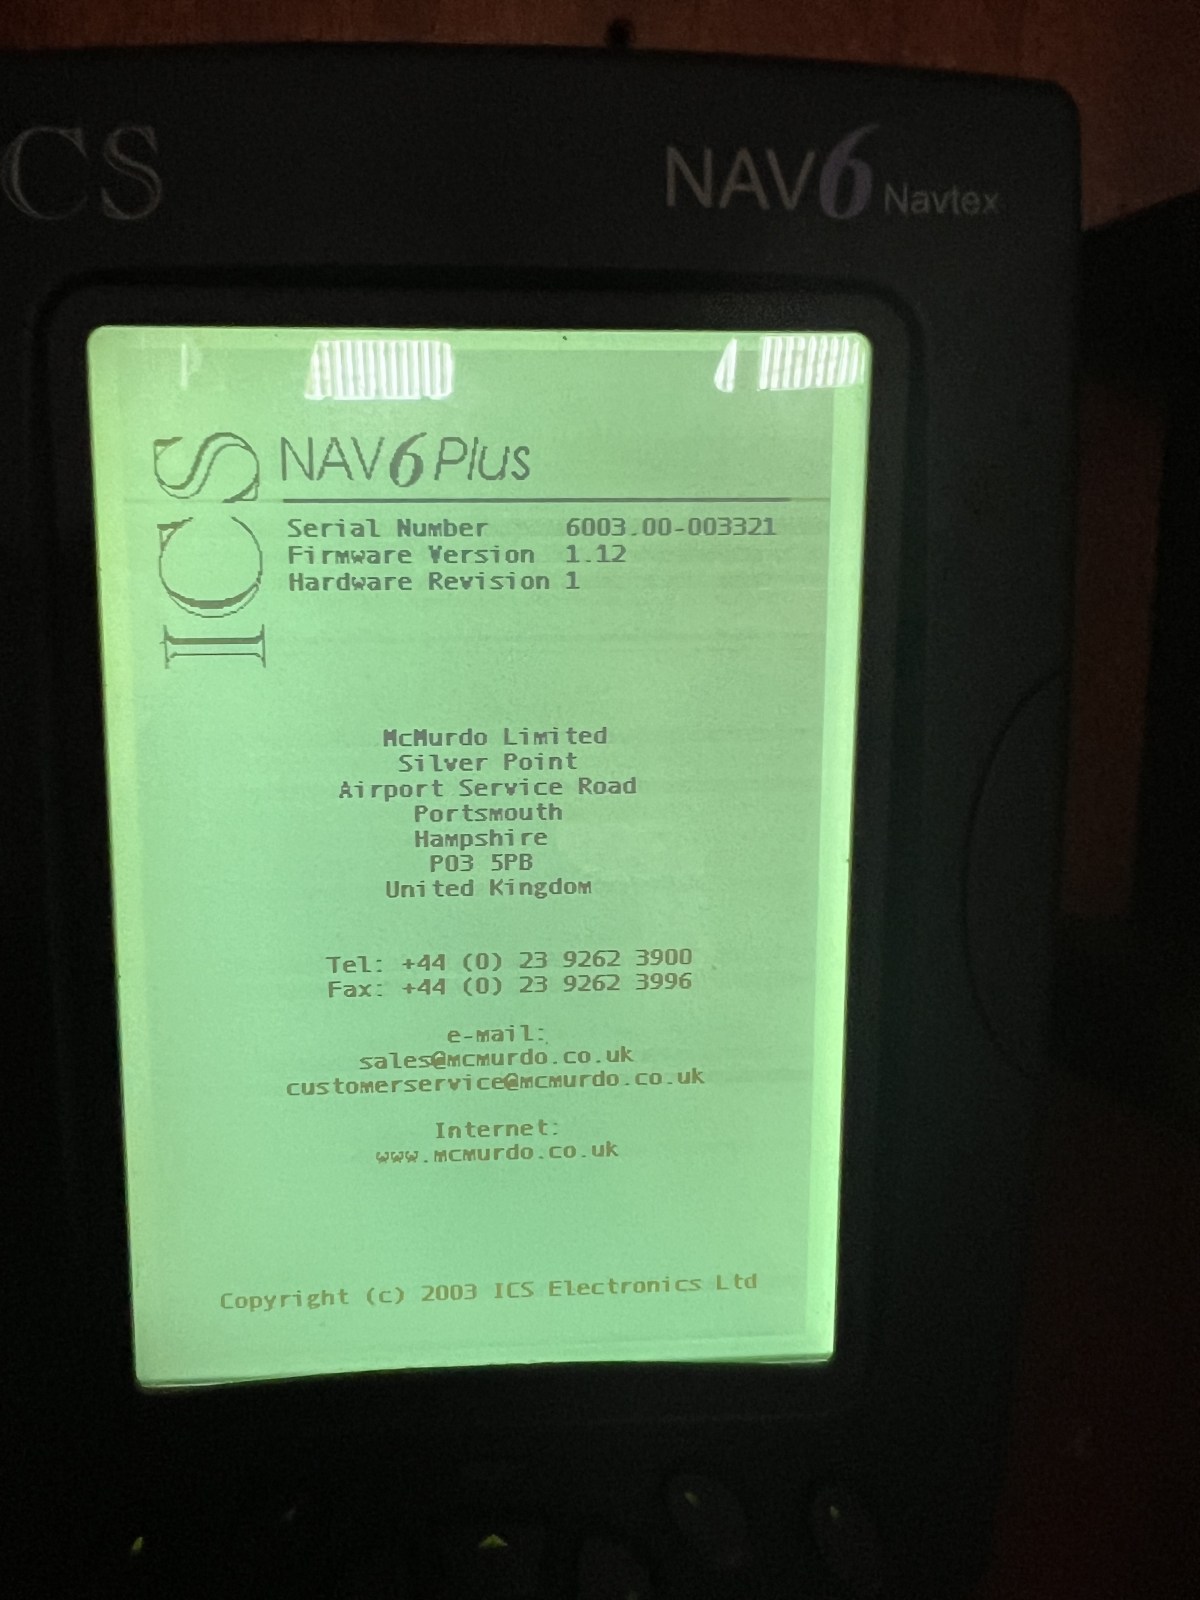 CS
NAV6 Navtex
ICS
NAV6Plus
Serial Number 6003.00-003321
Firmware Version 1.12
Hardware Revision 1
McMurdo Limited
Silver Point
Airport Service Road
Portsmouth
Hampshire
PO3 5PB
United Kingdom
Tel: +44 (0) 23 9262 3900
Fax: +44 (0) 23 9262 3996
e-mail:
sales@mcmurdo.co.uk
customerservice@mcmurdo.co.uk
Internet:
www.mcmurdo.co.uk
Copyright (c) 2003 ICS Electronics Ltd